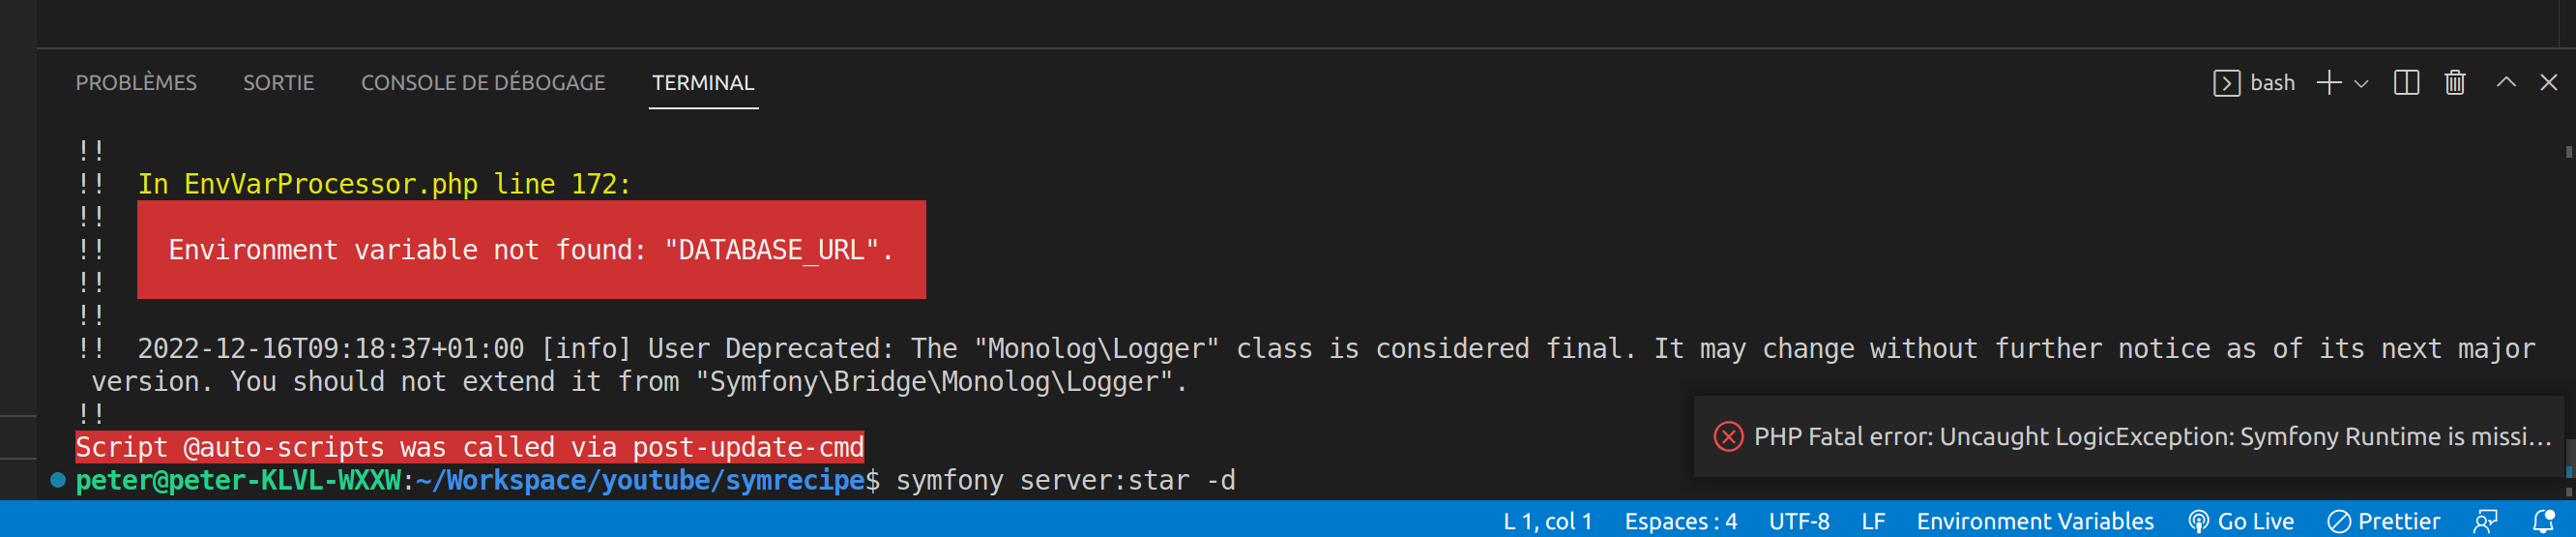 PROBLÈMES SORTIE CONSOLE DE DÉBOGAGE TERMINAL bash
!!
!!  In EnvVarProcessor.php line 172:
!!
!!    Environment variable not found: "DATABASE_URL".
!!
!!
!!  2022-12-16T09:18:37+01:00 [info] User Deprecated: The "Monolog\Logger" class is considered final. It may change without further notice as of its next major
 version. You should not extend it from "Symfony\Bridge\Monolog\Logger".
!!
PHP Fatal error: Uncaught LogicException: Symfony Runtime is missi...
Script @auto-scripts was called via post-update-cmd
peter@peter-KLVL-WXXW:~/Workspace/youtube/symrecipe$ symfony server:star -d
L 1, col 1 Espaces : 4 UTF-8 LF Environment Variables Go Live Prettier